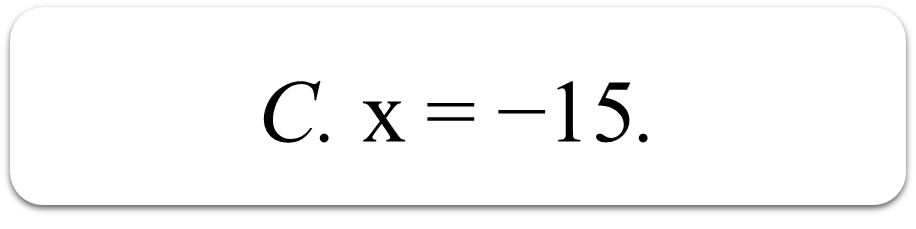 C. x = −15.